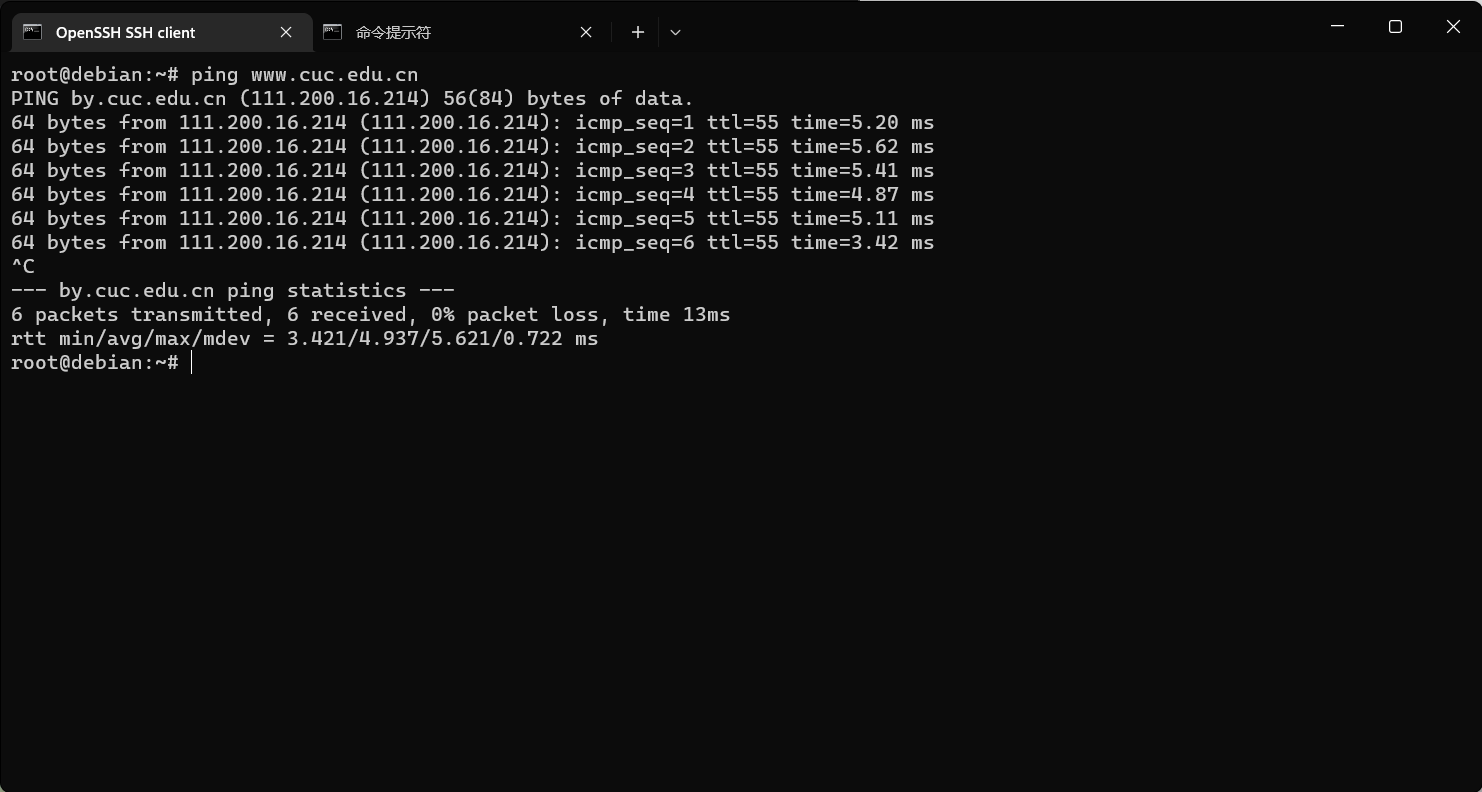 OpenSSH SSH client
命令提示符
root@debian:~# ping www.cuc.edu.cn
PING by.cuc.edu.cn (111.200.16.214) 56(84) bytes of data.
64 bytes from 111.200.16.214 (111.200.16.214): icmp_seq=1 ttl=55 time=5.20 ms
64 bytes from 111.200.16.214 (111.200.16.214): icmp_seq=2 ttl=55 time=5.62 ms
64 bytes from 111.200.16.214 (111.200.16.214): icmp_seq=3 ttl=55 time=5.41 ms
64 bytes from 111.200.16.214 (111.200.16.214): icmp_seq=4 ttl=55 time=4.87 ms
64 bytes from 111.200.16.214 (111.200.16.214): icmp_seq=5 ttl=55 time=5.11 ms
64 bytes from 111.200.16.214 (111.200.16.214): icmp_seq=6 ttl=55 time=3.42 ms
^C
--- by.cuc.edu.cn ping statistics ---
6 packets transmitted, 6 received, 0% packet loss, time 13ms
rtt min/avg/max/mdev = 3.421/4.937/5.621/0.722 ms
root@debian:~#